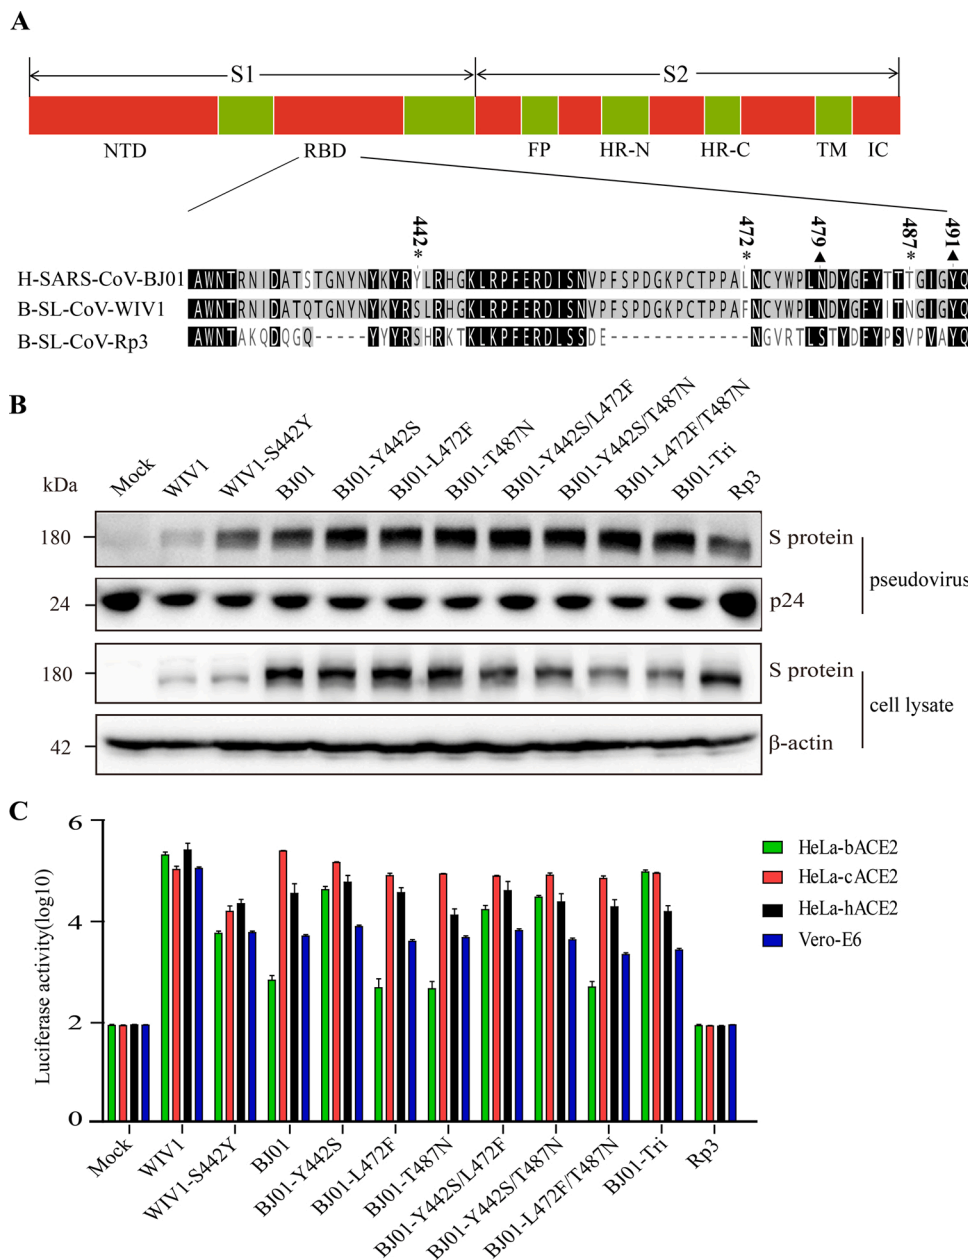 A
S1 S2
NTD RBD FP HR-N HR-C TM IC
442 472 479 487 491
* * ▲ * ▲
H-SARS-CoV-BJ01 AWNTRNIDATSTGNYNYKYRYLRHGKLRPFERDISNVPFSPDGKPCTPPALNCYWPLNDYGFYTTTGIGYQ
B-SL-CoV-WIV1 AWNTRNIDATQTGNYNYKYRSLRHGKLRPFERDISNVPFSPDGKPCTPPAFNCYWPLNDYGFYITNGIGYQ
B-SL-CoV-Rp3 AWNTAKQDQGQ-----YYYRSHRKTKLKPFERDLSSDE-------------NGVRTLSTYDFYPSVPVAYQ
B
Mock WIV1 WIV1-S442Y BJ01 BJ01-Y442S BJ01-L472F BJ01-T487N BJ01-Y442S/L472F BJ01-Y442S/T487N BJ01-L472F/T487N BJ01-Tri Rp3
kDa
180 S protein
pseudovirus
24 p24
180 S protein
cell lysate
42 β-actin
C
Luciferase activity(log10)
6
4
2
0
HeLa-bACE2
HeLa-cACE2
HeLa-hACE2
Vero-E6
Mock WIV1 WIV1-S442Y BJ01 BJ01-Y442S BJ01-L472F BJ01-T487N BJ01-Y442S/L472F BJ01-Y442S/T487N BJ01-L472F/T487N BJ01-Tri Rp3